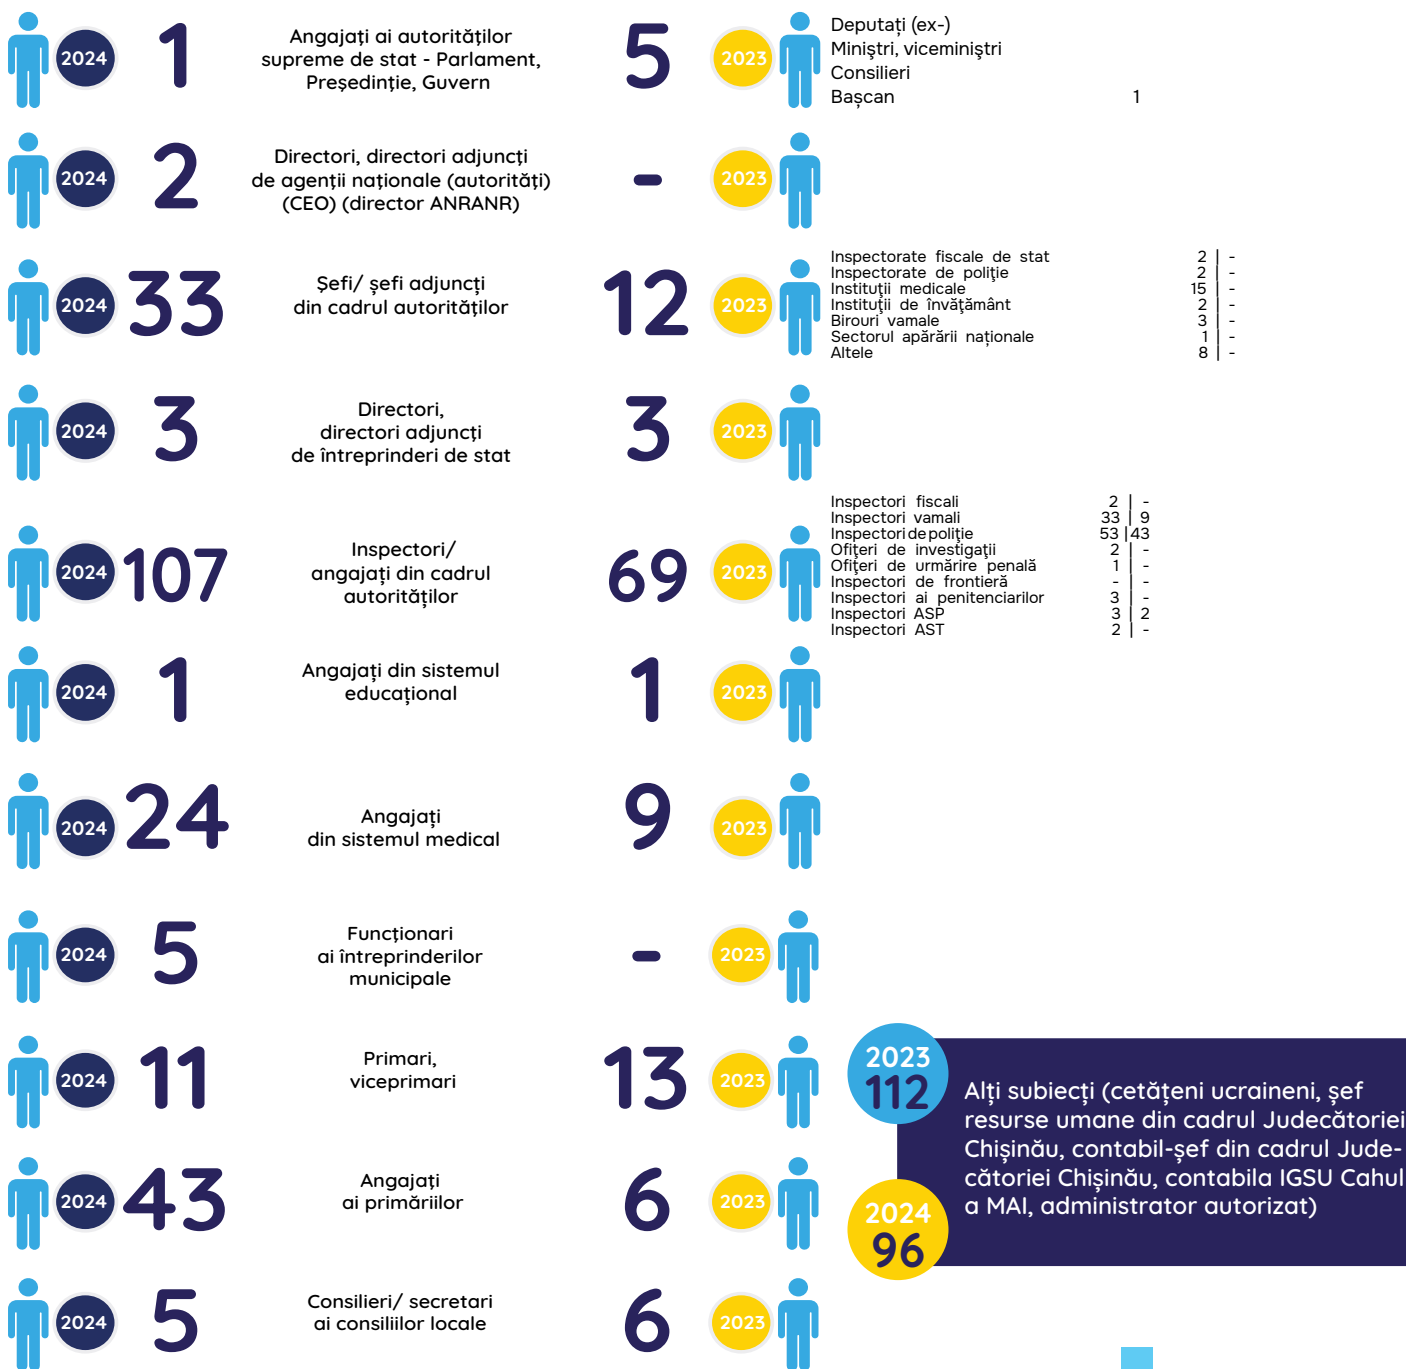 2024
1
Angajați ai autorităților
supreme de stat - Parlament,
Președinție, Guvern
5
2023
Deputați (ex-)
Miniștri, viceminiștri
Consilieri
Bașcan 1
2024
2
Directori, directori adjuncți
de agenții naționale (autorități)
(CEO) (director ANRANR)
-
2023
2024
33
Șefi/ șefi adjuncți
din cadrul autorităților
12
2023
Inspectorate fiscale de stat 2 | -
Inspectorate de poliție 2 | -
Instituții medicale 15 | -
Instituții de învățământ 2 | -
Birouri vamale 3 | -
Sectorul apărării naționale 1 | -
Altele 8 | -
2024
3
Directori,
directori adjuncți
de întreprinderi de stat
3
2023
2024
107
Inspectori/
angajați din cadrul
autorităților
69
2023
Inspectori fiscali 2 | -
Inspectori vamali 33 | 9
Inspectori de poliție 53 | 43
Ofițeri de investigații 2 | -
Ofițeri de urmărire penală 1 | -
Inspectori de frontieră - | -
Inspectori ai penitenciarilor 3 | -
Inspectori ASP 3 | 2
Inspectori AST 2 | -
2024
1
Angajați din sistemul
educațional
1
2023
2024
24
Angajați
din sistemul medical
9
2023
2024
5
Funcționari
ai întreprinderilor
municipale
-
2023
2024
11
Primari,
viceprimari
13
2023
2024
43
Angajați
ai primăriilor
6
2023
2024
5
Consilieri/ secretari
ai consiliilor locale
6
2023
2023
112
2024
96
Alți subiecți (cetățeni ucraineni, șef
resurse umane din cadrul Judecătoriei
Chișinău, contabil-șef din cadrul Jude-
cătoriei Chișinău, contabila IGSU Cahul
a MAI, administrator autorizat)